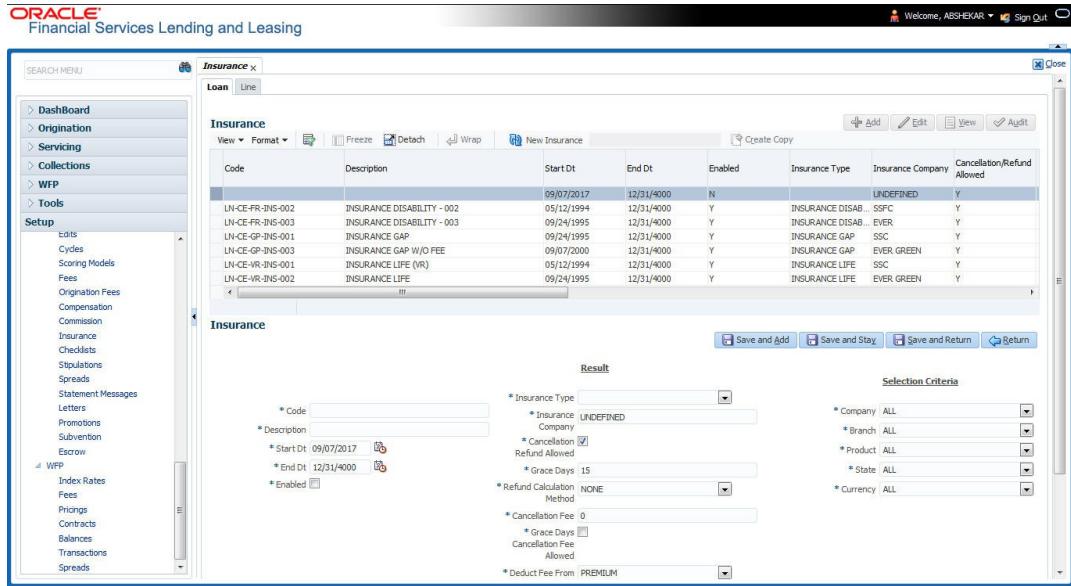 ORACLE
Financial Services Lending and Leasing
Welcome, ABSHEKAR Sign Out
SEARCH MENU
Insurance x
Close
Loan Line
DashBoard
Origination
Servicing
Collections
WFP
Tools
Setup
Edits
Cycles
Scoring Models
Fees
Origination Fees
Compensation
Commission
Insurance
Checklists
Stipulations
Spreads
Statement Messages
Letters
Promotions
Subvention
Escrow
WFP
Index Rates
Fees
Pricings
Contracts
Balances
Transactions
Spreads
Insurance
Add Edit View Audit
View Format Freeze Detach Wrap New Insurance Create Copy
Code Description Start Dt End Dt Enabled Insurance Type Insurance Company Cancellation/Refund Allowed
09/07/2017 12/31/4000 N UNDEFINED Y
LN-CE-FR-INS-002 INSURANCE DISABILITY - 002 05/12/1994 12/31/4000 Y INSURANCE DISAB... SSFC Y
LN-CE-FR-INS-003 INSURANCE DISABILITY - 003 09/24/1995 12/31/4000 Y INSURANCE DISAB... EVER Y
LN-CE-GP-INS-001 INSURANCE GAP 09/24/1995 12/31/4000 Y INSURANCE GAP SSC Y
LN-CE-GP-INS-003 INSURANCE GAP W/O FEE 09/07/2000 12/31/4000 Y INSURANCE GAP EVER GREEN Y
LN-CE-VR-INS-001 INSURANCE LIFE (VR) 05/12/1994 12/31/4000 Y INSURANCE LIFE SSC Y
LN-CE-VR-INS-002 INSURANCE LIFE 09/24/1995 12/31/4000 Y INSURANCE LIFE EVER GREEN Y
Insurance
Save and Add Save and Stay Save and Return Return
* Code
* Description
* Start Dt 09/07/2017
* End Dt 12/31/4000
* Enabled
Result
* Insurance Type
* Insurance Company UNDEFINED
* Cancellation Refund Allowed
* Grace Days 15
* Refund Calculation Method NONE
* Cancellation Fee 0
* Grace Days Cancellation Fee Allowed
* Deduct Fee From PREMIUM
Selection Criteria
* Company ALL
* Branch ALL
* Product ALL
* State ALL
* Currency ALL